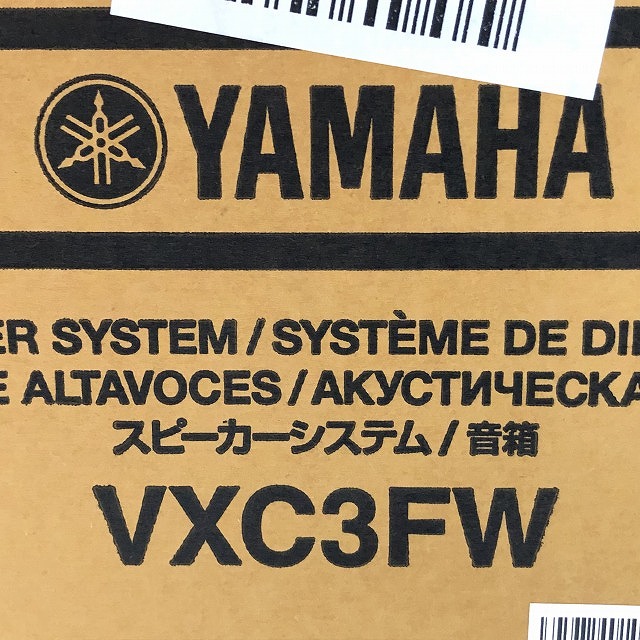 YAMAHA
ER SYSTEM / SYSTÈME DE DI
E ALTAVOCES / АКУСТИЧЕСКА
スピーカーシステム / 音箱
VXC3FW